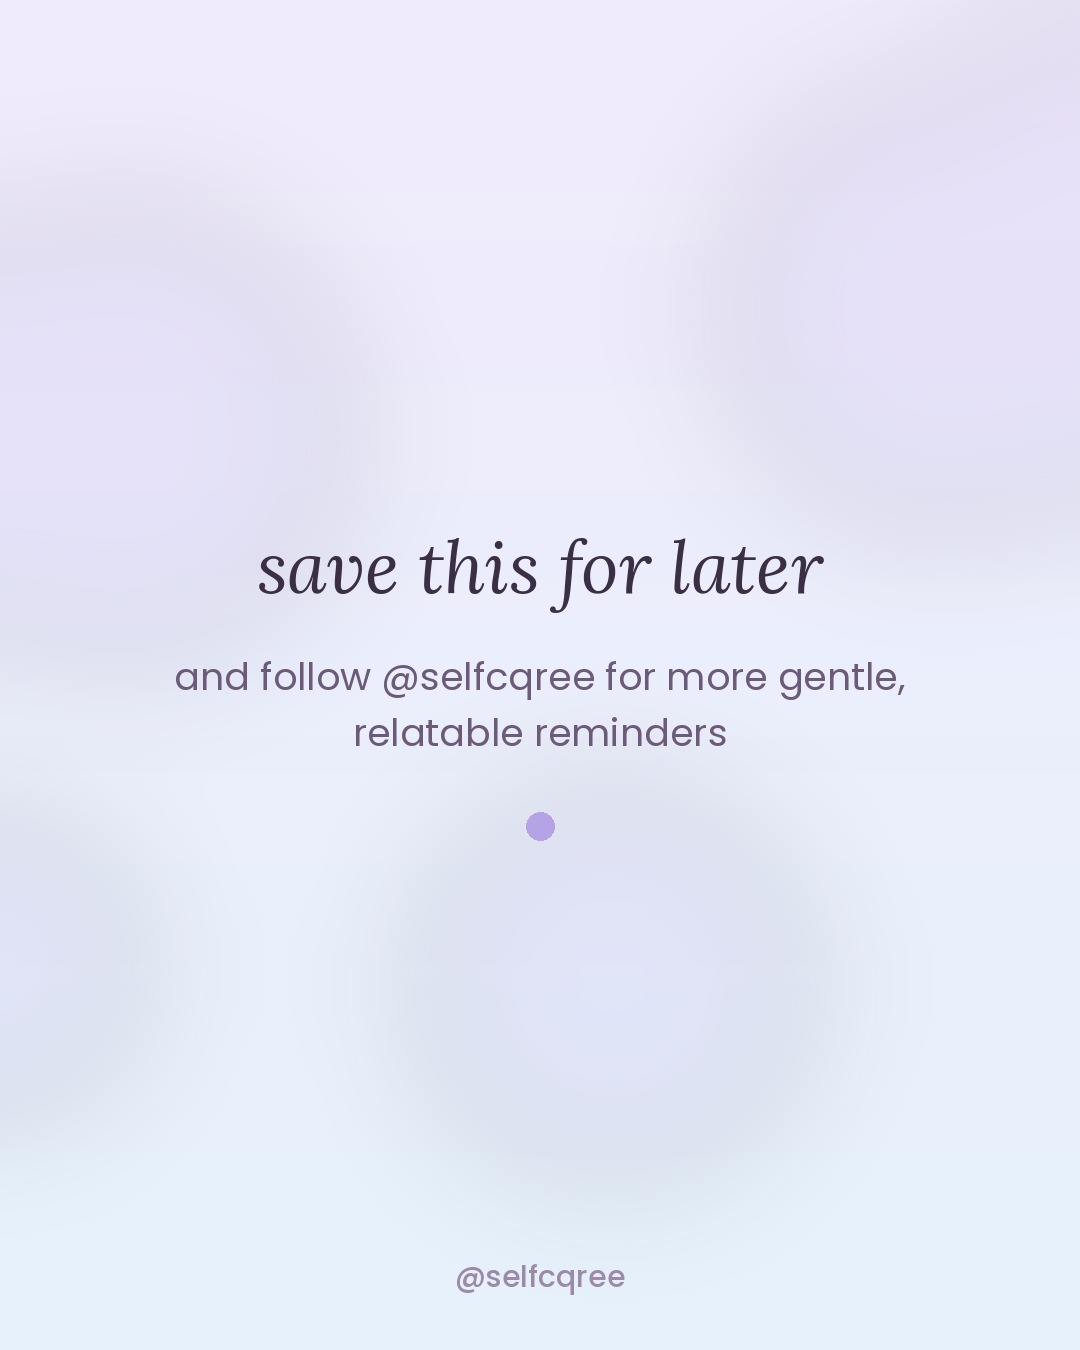 save this for later
and follow @selfcqree for more gentle,
relatable reminders
@selfcqree